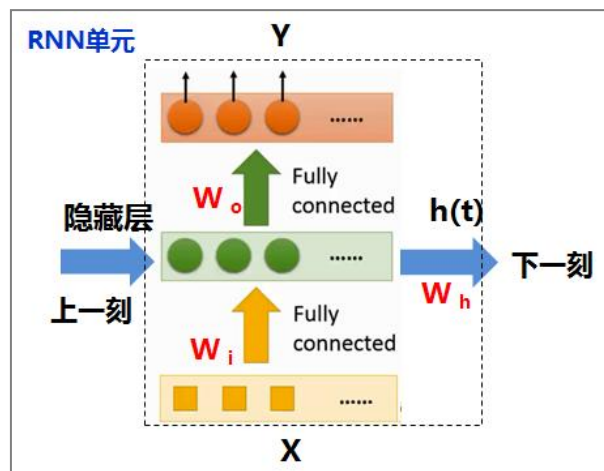 RNN单元
Y
......
Fully
connected
W o
隐藏层
h(t)
......
上一刻
下一刻
W h
Fully
connected
W i
......
X